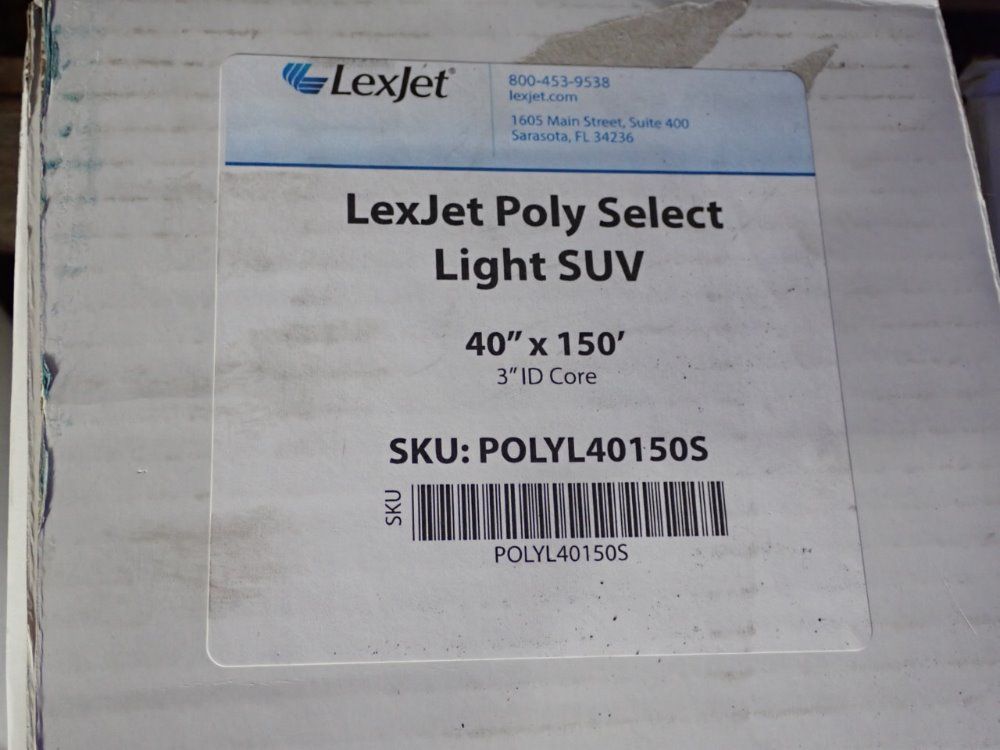 LexJet®
800-453-9538
lexjet.com
1605 Main Street, Suite 400
Sarasota, FL 34236
LexJet Poly Select
Light SUV
40” x 150’
3” ID Core
SKU: POLYL40150S
SKU
POLYL40150S